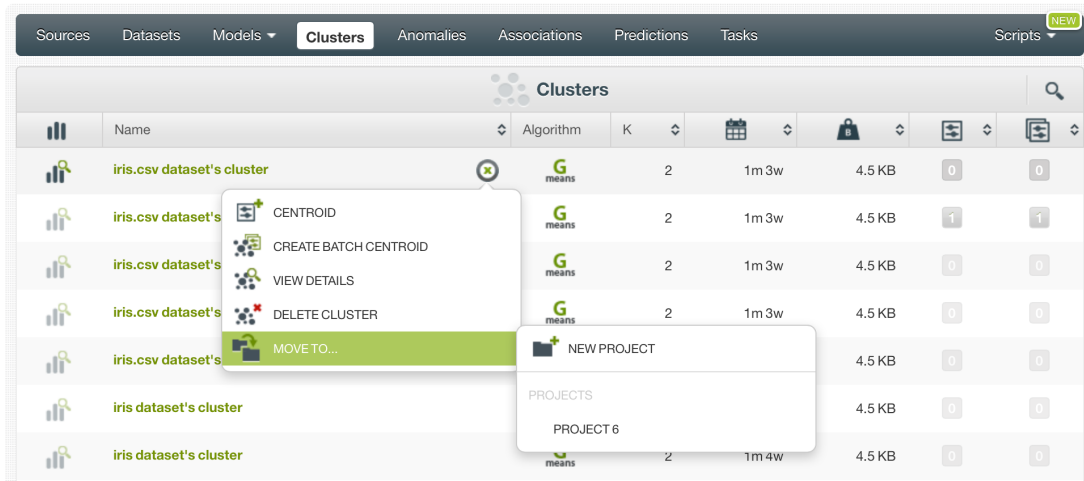 NEW
Sources Datasets Models Clusters Anomalies Associations Predictions Tasks Scripts
Clusters
Name Algorithm K B
iris.csv dataset's cluster G means 2 1m 3w 4.5 KB 0 0
iris.csv dataset's G means 2 1m 3w 4.5 KB 1 1
iris.csv dataset's G means 2 1m 3w 4.5 KB 0 0
iris.csv dataset's G means 2 1m 3w 4.5 KB 0 0
iris.csv dataset's 4.5 KB 0 0
iris dataset's cluster 4.5 KB 0 0
iris dataset's cluster means 2 1m 4w 4.5 KB 0 0
CENTROID
CREATE BATCH CENTROID
VIEW DETAILS
DELETE CLUSTER
MOVE TO...
NEW PROJECT
PROJECTS
PROJECT 6